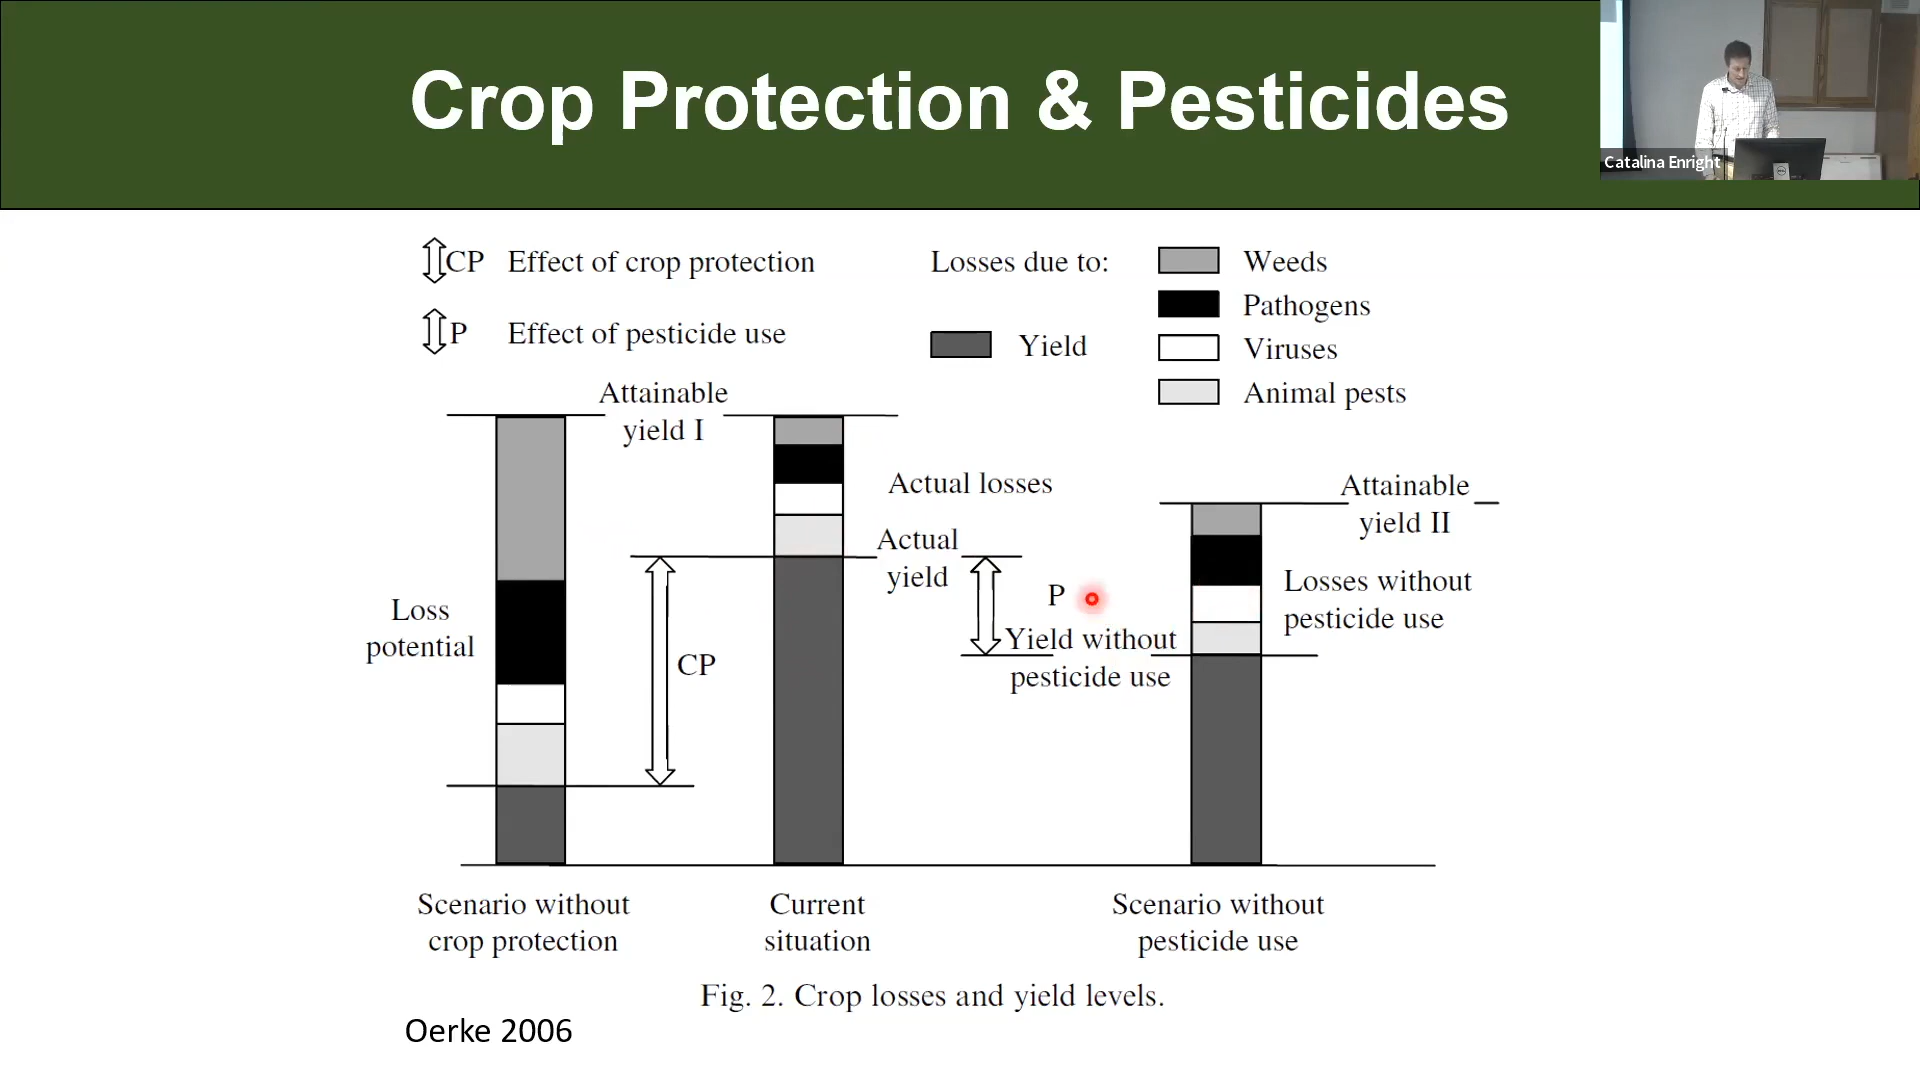 Crop Protection & Pesticides
Catalina Enright
CP Effect of crop protection
P Effect of pesticide use
Losses due to:
Yield
Weeds
Pathogens
Viruses
Animal pests
Attainable
yield I
Actual losses
Actual
yield
Attainable
yield II
Loss
potential
CP
P
Yield without
pesticide use
Losses without
pesticide use
Scenario without
crop protection
Current
situation
Scenario without
pesticide use
Fig. 2. Crop losses and yield levels.
Oerke 2006